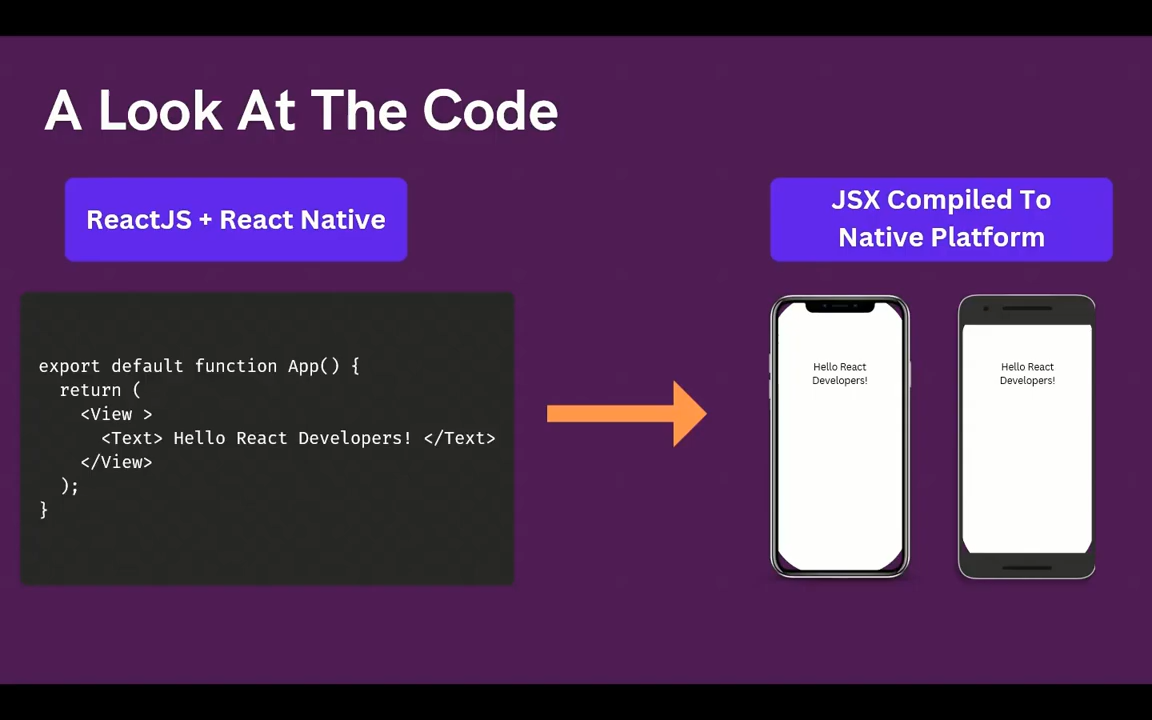 A Look At The Code
ReactJS + React Native
JSX Compiled To
Native Platform
export default function App() {
  return (
    <View >
      <Text> Hello React Developers! </Text>
    </View>
  );
}
Hello React
Developers!
Hello React
Developers!